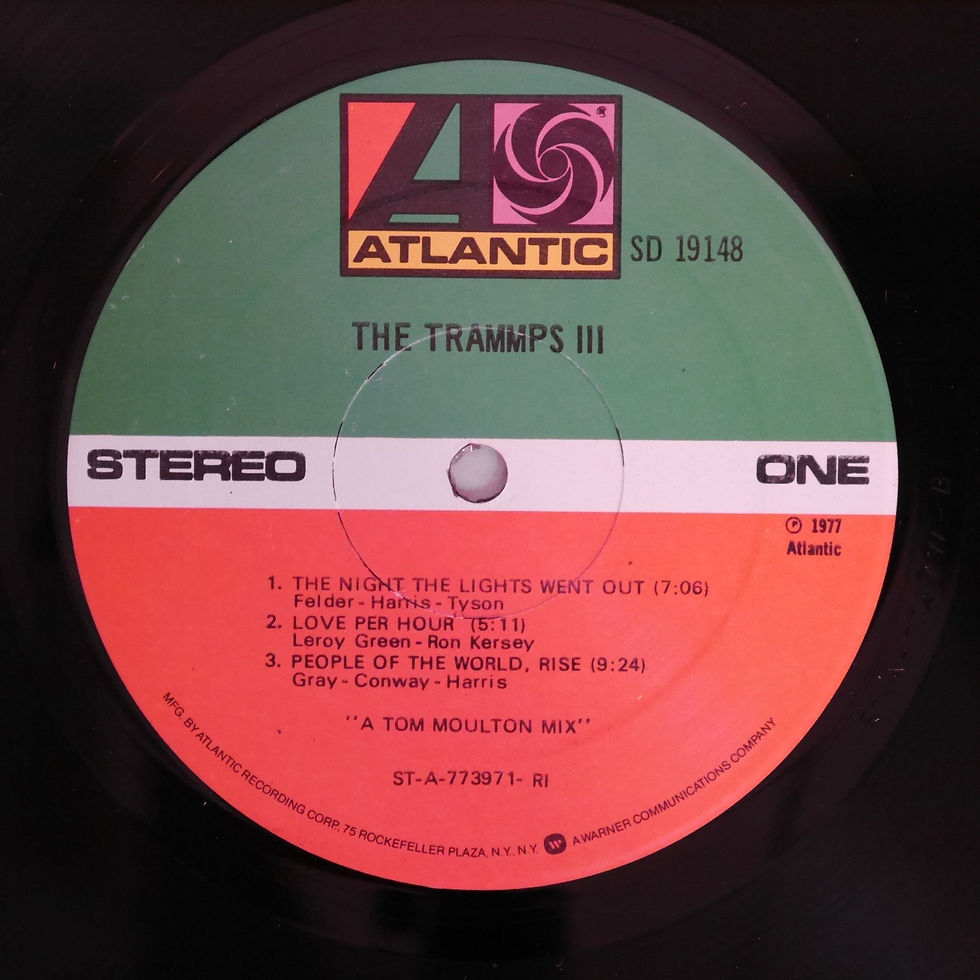 ®
ATLANTIC
SD 19148
THE TRAMMPS III
STEREO
ONE
℗ 1977
Atlantic
1. THE NIGHT THE LIGHTS WENT OUT (7:06)
Felder-Harris-Tyson
2. LOVE PER HOUR (5:11)
Leroy Green-Ron Kersey
3. PEOPLE OF THE WORLD, RISE (9:24)
Gray-Conway-Harris
"A TOM MOULTON MIX"
ST-A-773971-RI
MFG. BY ATLANTIC RECORDING CORP. 75 ROCKEFELLER PLAZA, N.Y. N.Y. A WARNER COMMUNICATIONS COMPANY